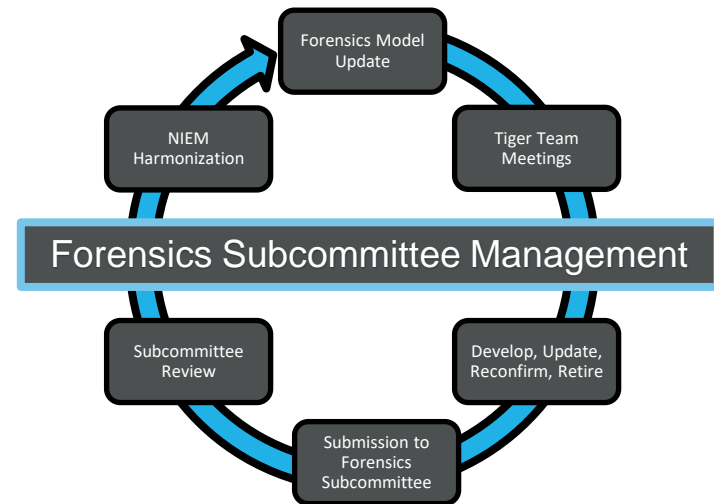 Forensics Model
Update
NIEM
Harmonization
Tiger Team
Meetings
Forensics Subcommittee Management
Subcommittee
Review
Develop, Update,
Reconfirm, Retire
Submission to
Forensics
Subcommittee